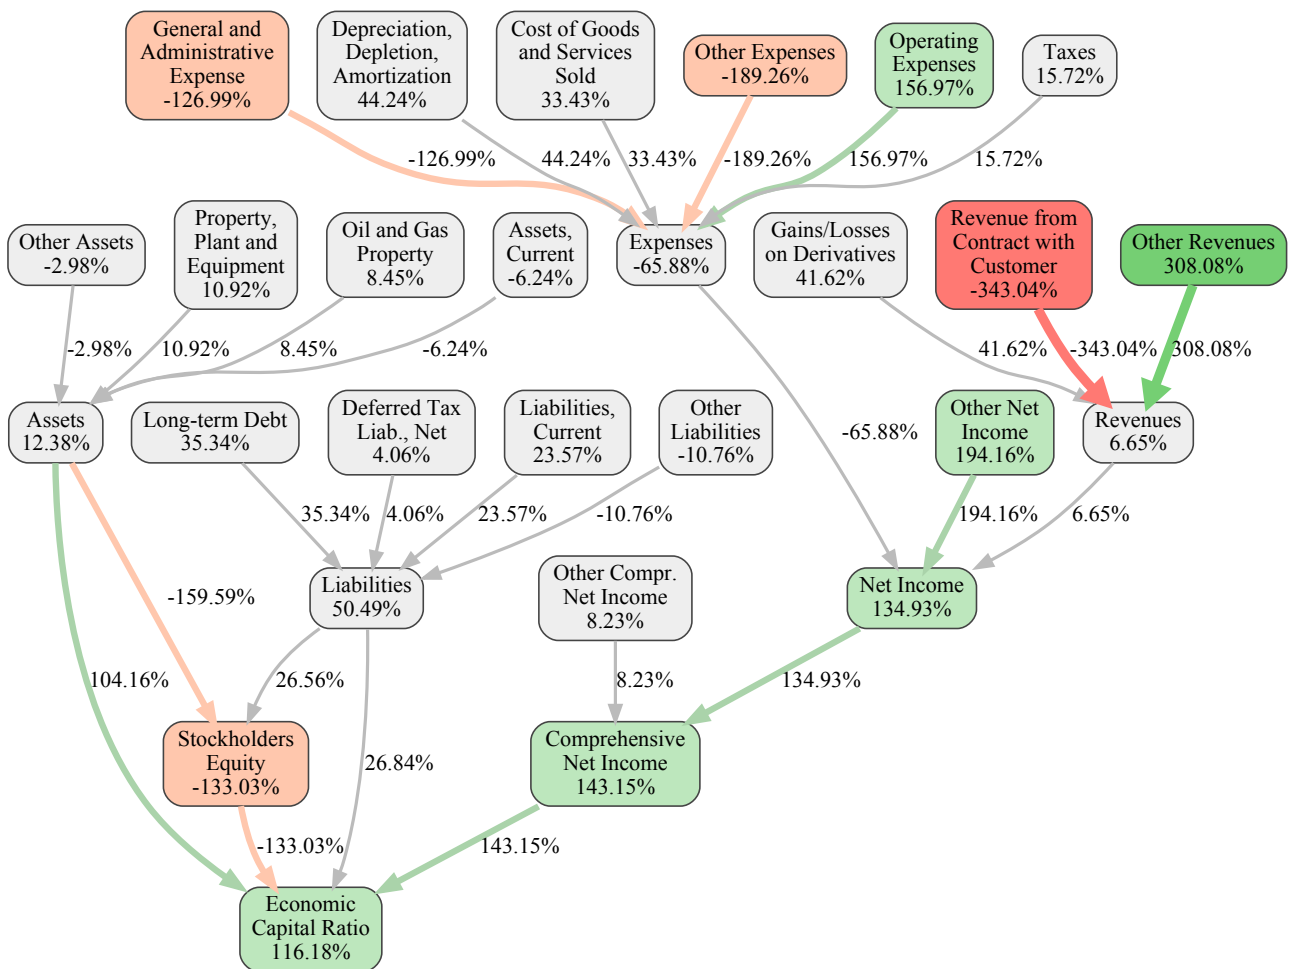 General and
Administrative
Expense
-126.99%
Depreciation,
Depletion,
Amortization
44.24%
Cost of Goods
and Services
Sold
33.43%
Other Expenses
-189.26%
Operating
Expenses
156.97%
Taxes
15.72%
-126.99%
44.24%
33.43%
-189.26%
156.97%
15.72%
Other Assets
-2.98%
Property,
Plant and
Equipment
10.92%
Oil and Gas
Property
8.45%
Assets,
Current
-6.24%
Expenses
-65.88%
Gains/Losses
on Derivatives
41.62%
Revenue from
Contract with
Customer
-343.04%
Other Revenues
308.08%
-2.98%
10.92%
8.45%
-6.24%
41.62%
-343.04%
308.08%
Assets
12.38%
Long-term Debt
35.34%
Deferred Tax
Liab., Net
4.06%
Liabilities,
Current
23.57%
Other
Liabilities
-10.76%
-65.88%
Other Net
Income
194.16%
Revenues
6.65%
35.34%
4.06%
23.57%
-10.76%
194.16%
6.65%
-159.59%
Liabilities
50.49%
Other Compr.
Net Income
8.23%
Net Income
134.93%
104.16%
26.56%
8.23%
134.93%
Stockholders
Equity
-133.03%
26.84%
Comprehensive
Net Income
143.15%
-133.03%
143.15%
Economic
Capital Ratio
116.18%